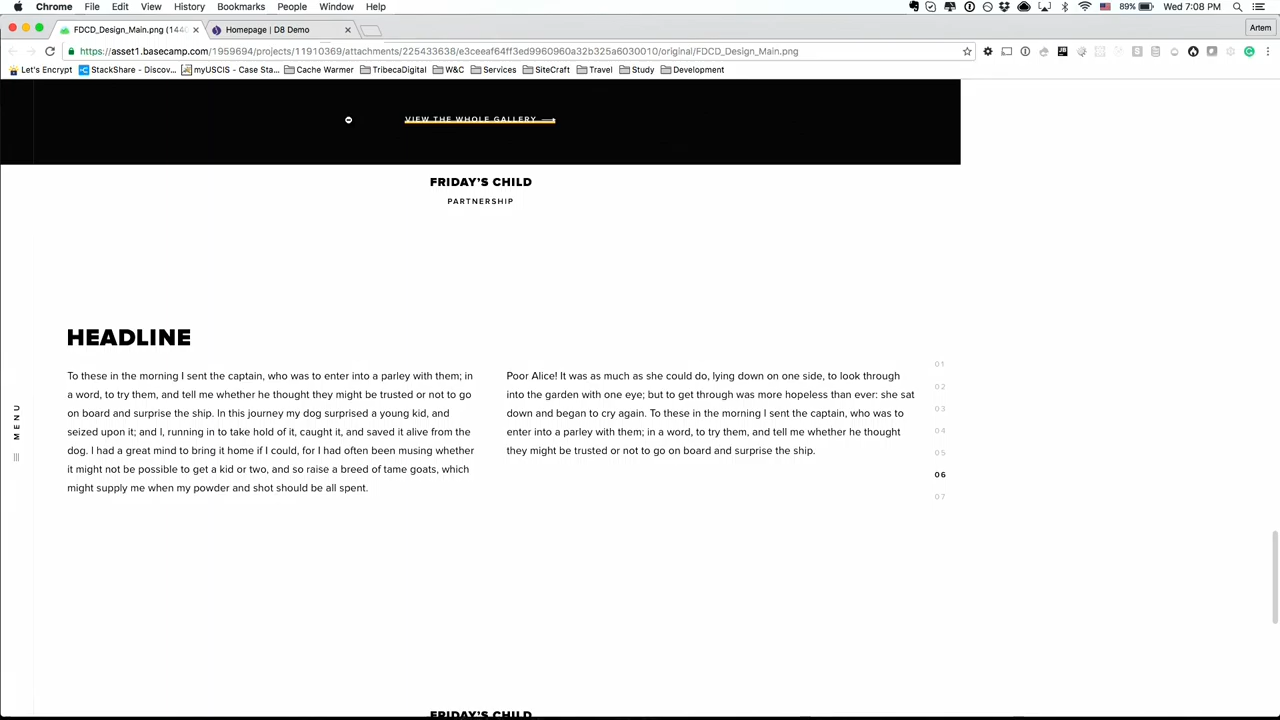 Chrome File Edit View History Bookmarks People Window Help 89% Wed 7:08 PM
FDCD_Design_Main.png (144 Homepage | D8 Demo Artem
https://asset1.basecamp.com/1959694/projects/11910369/attachments/225433638/e3ceeaf64ff3ed9960960a32b325a6030010/original/FDCD_Design_Main.png
Let's Encrypt StackShare - Discov... myUSCIS - Case Sta... Cache Warmer TribecaDigital W&C Services SiteCraft Travel Study Development
VIEW THE WHOLE GALLERY
FRIDAY'S CHILD
PARTNERSHIP
HEADLINE
To these in the morning I sent the captain, who was to enter into a parley with them; in
a word, to try them, and tell me whether he thought they might be trusted or not to go
on board and surprise the ship. In this journey my dog surprised a young kid, and
seized upon it; and I, running in to take hold of it, caught it, and saved it alive from the
dog. I had a great mind to bring it home if I could, for I had often been musing whether
it might not be possible to get a kid or two, and so raise a breed of tame goats, which
might supply me when my powder and shot should be all spent.
Poor Alice! It was as much as she could do, lying down on one side, to look through
into the garden with one eye; but to get through was more hopeless than ever: she sat
down and began to cry again. To these in the morning I sent the captain, who was to
enter into a parley with them; in a word, to try them, and tell me whether he thought
they might be trusted or not to go on board and surprise the ship.
01
02
03
04
05
06
07
MENU
FRIDAY'S CHILD